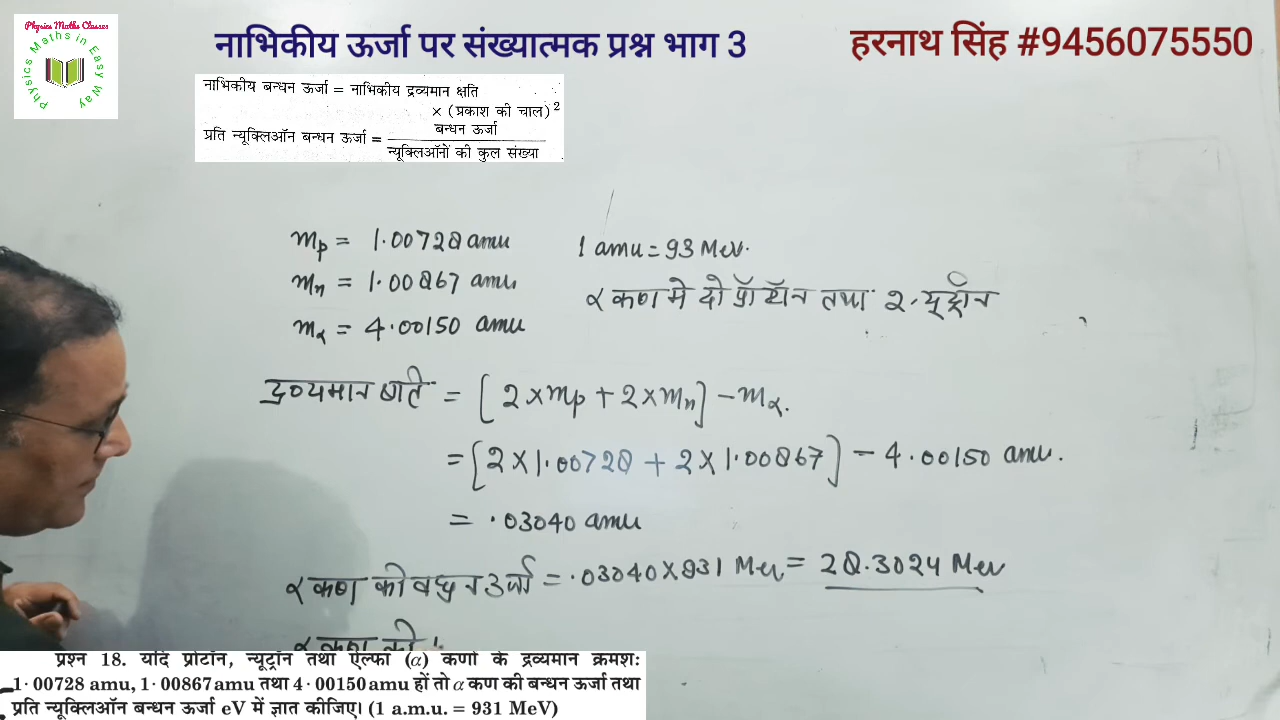 Physics Maths Classes
Physics Maths in Easy Way
नाभिकीय ऊर्जा पर संख्यात्मक प्रश्न भाग 3
हरनाथ सिंह #9456075550
नाभिकीय बन्धन ऊर्जा = नाभिकीय द्रव्यमान क्षति
× (प्रकाश की चाल)²
प्रति न्यूक्लिऑन बन्धन ऊर्जा = बन्धन ऊर्जा
न्यूक्लिऑनों की कुल संख्या
mp = 1.00728 amu
1 amu = 93 MeV.
mn = 1.00867 amu
α कण मे दो प्रॉटॉन तथा 2. न्यूट्रॉन
mα = 4.00150 amu
द्रव्यमान क्षति = [2×mp + 2×mn] - mα.
= [2×1.00728 + 2×1.00867] - 4.00150 amu.
= .03040 amu
α कण की बंधन उर्जा = .03040×931 Mev = 28.3024 Mev
α कण की
प्रश्न 18. यदि प्रोटॉन, न्यूट्रॉन तथा ऐल्फा (α) कणों के द्रव्यमान क्रमशः
1·00728 amu, 1·00867 amu तथा 4·00150 amu हों तो α कण की बन्धन ऊर्जा तथा
प्रति न्यूक्लिऑन बन्धन ऊर्जा eV में ज्ञात कीजिए। (1 a.m.u. = 931 MeV)